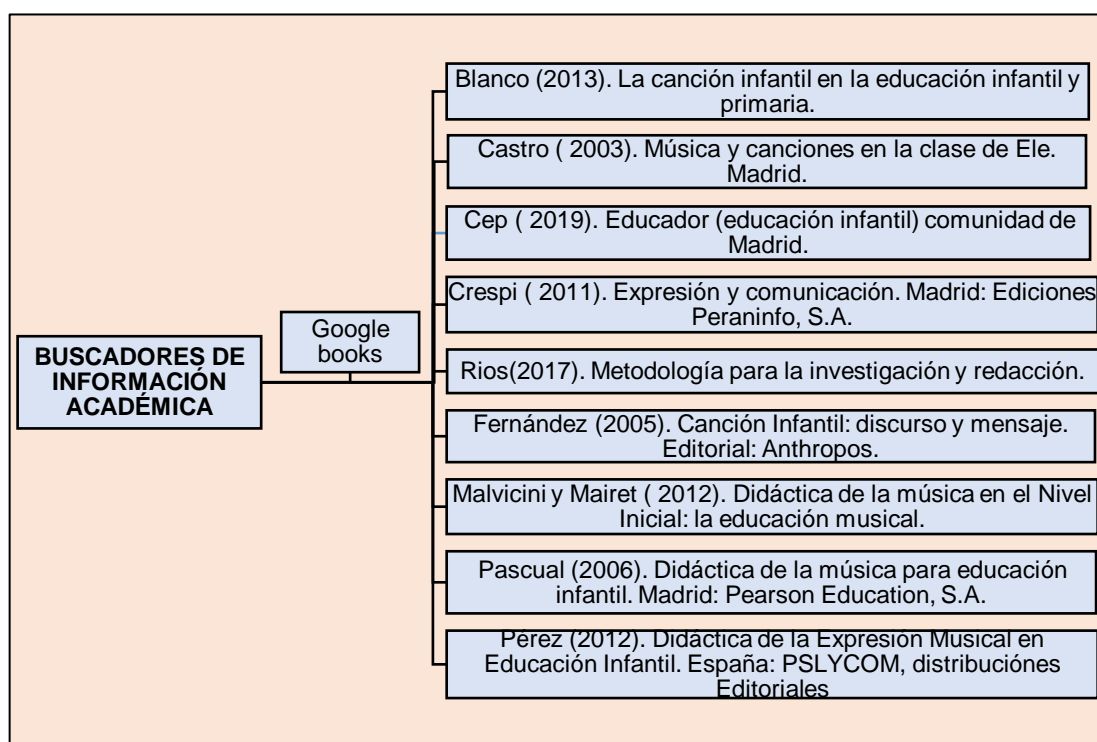 BUSCADORES DE
INFORMACIÓN
ACADÉMICA
Google
books
Blanco (2013). La canción infantil en la educación infantil y
primaria.
Castro ( 2003). Música y canciones en la clase de Ele.
Madrid.
Cep ( 2019). Educador (educación infantil) comunidad de
Madrid.
Crespi ( 2011). Expresión y comunicación. Madrid: Ediciones
Peraninfo, S.A.
Rios(2017). Metodología para la investigación y redacción.
Fernández (2005). Canción Infantil: discurso y mensaje.
Editorial: Anthropos.
Malvicini y Mairet ( 2012). Didáctica de la música en el Nivel
Inicial: la educación musical.
Pascual (2006). Didáctica de la música para educación
infantil. Madrid: Pearson Education, S.A.
Pérez (2012). Didáctica de la Expresión Musical en
Educación Infantil. España: PSLYCOM, distribuciónes
Editoriales